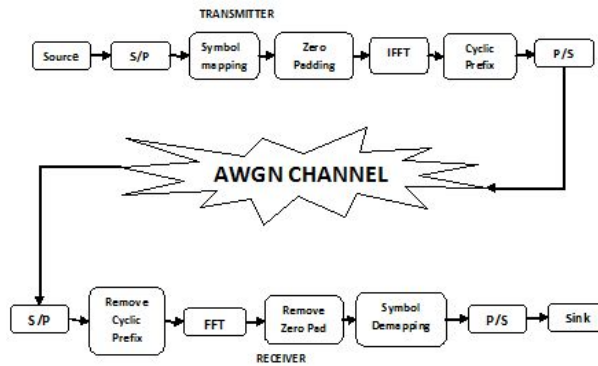 TRANSMITTER
Source
S/P
Symbol
mapping
Zero
Padding
IFFT
Cyclic
Prefix
P/S
AWGN CHANNEL
S/P
Remove
Cyclic
Prefix
FFT
Remove
Zero Pad
Symbol
Demapping
P/S
Sink
RECEIVER